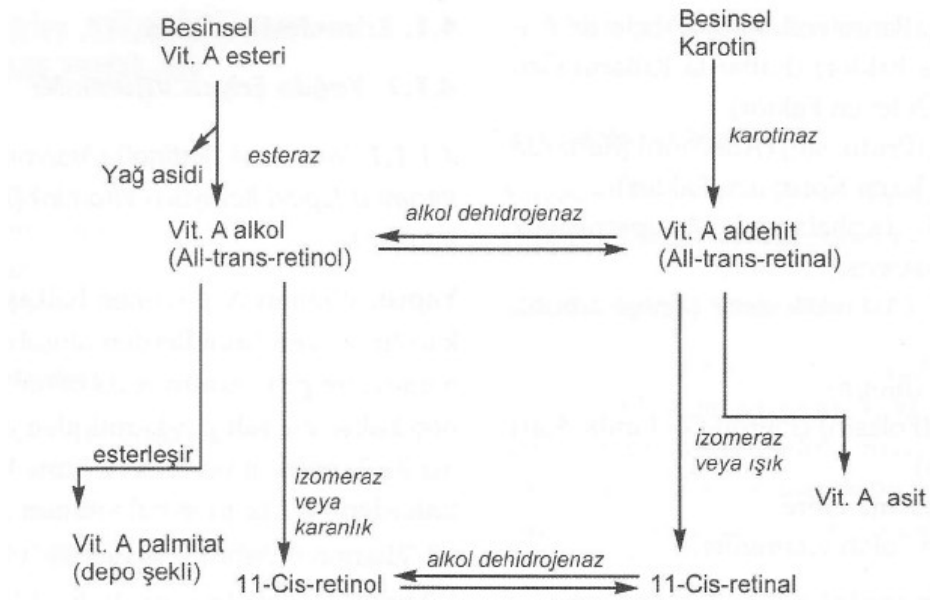 Besinsel
Vit. A esteri
Yağ asidi
esteraz
Vit. A alkol
(All-trans-retinol)
alkol dehidrojenaz
Besinsel
Karotin
karotinaz
Vit. A aldehit
(All-trans-retinal)
esterleşir
Vit. A palmitat
(depo şekli)
izomeraz
veya
karanlık
izomeraz
veya ışık
Vit. A asit
11-Cis-retinol
alkol dehidrojenaz
11-Cis-retinal